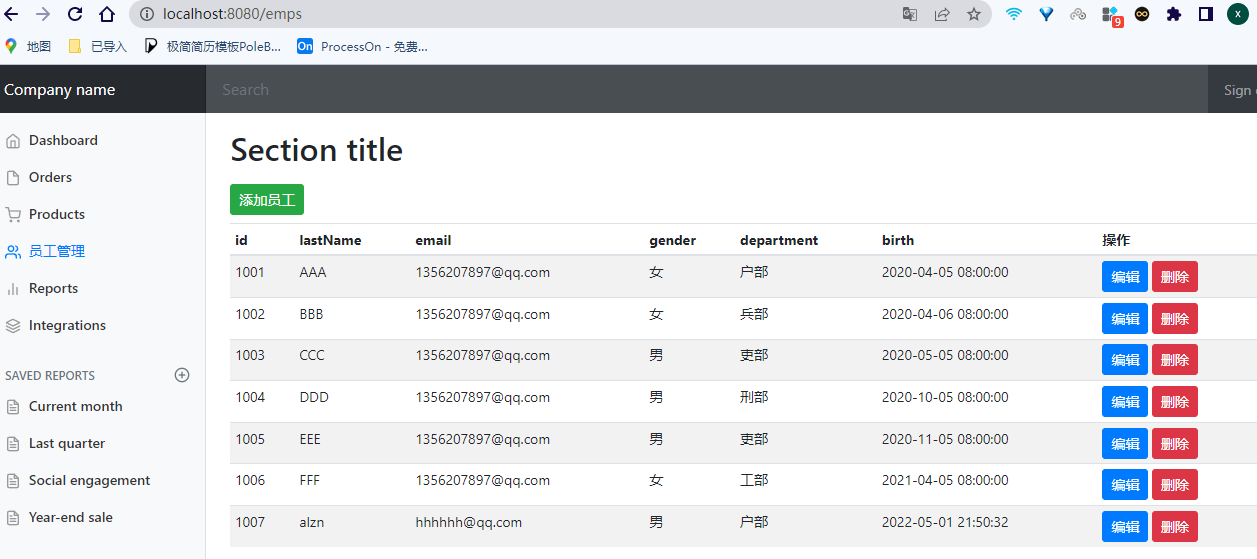 localhost:8080/emps
9
X
地图 已导入 极简简历模板PoleB... On ProcessOn - 免费...
Company name Search Sign
Dashboard
Orders
Products
员工管理
Reports
Integrations
SAVED REPORTS
Current month
Last quarter
Social engagement
Year-end sale
Section title
添加员工
id lastName email gender department birth 操作
1001 AAA 1356207897@qq.com 女 户部 2020-04-05 08:00:00 编辑 删除
1002 BBB 1356207897@qq.com 女 兵部 2020-04-06 08:00:00 编辑 删除
1003 CCC 1356207897@qq.com 男 吏部 2020-05-05 08:00:00 编辑 删除
1004 DDD 1356207897@qq.com 男 刑部 2020-10-05 08:00:00 编辑 删除
1005 EEE 1356207897@qq.com 男 吏部 2020-11-05 08:00:00 编辑 删除
1006 FFF 1356207897@qq.com 女 工部 2021-04-05 08:00:00 编辑 删除
1007 alzn hhhhhh@qq.com 男 户部 2022-05-01 21:50:32 编辑 删除